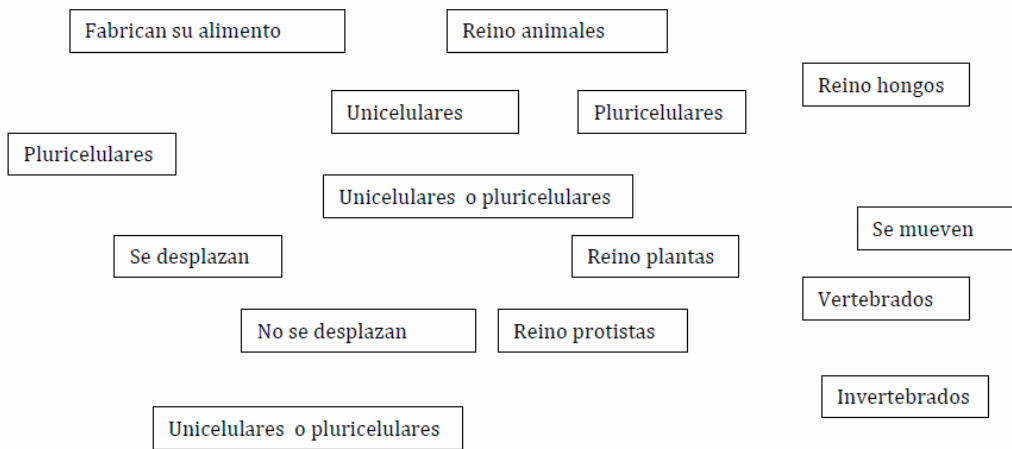 Fabrican su alimento
Reino animales
Reino hongos
Unicelulares
Pluricelulares
Pluricelulares
Unicelulares o pluricelulares
Se mueven
Se desplazan
Reino plantas
Vertebrados
No se desplazan
Reino protistas
Invertebrados
Unicelulares o pluricelulares